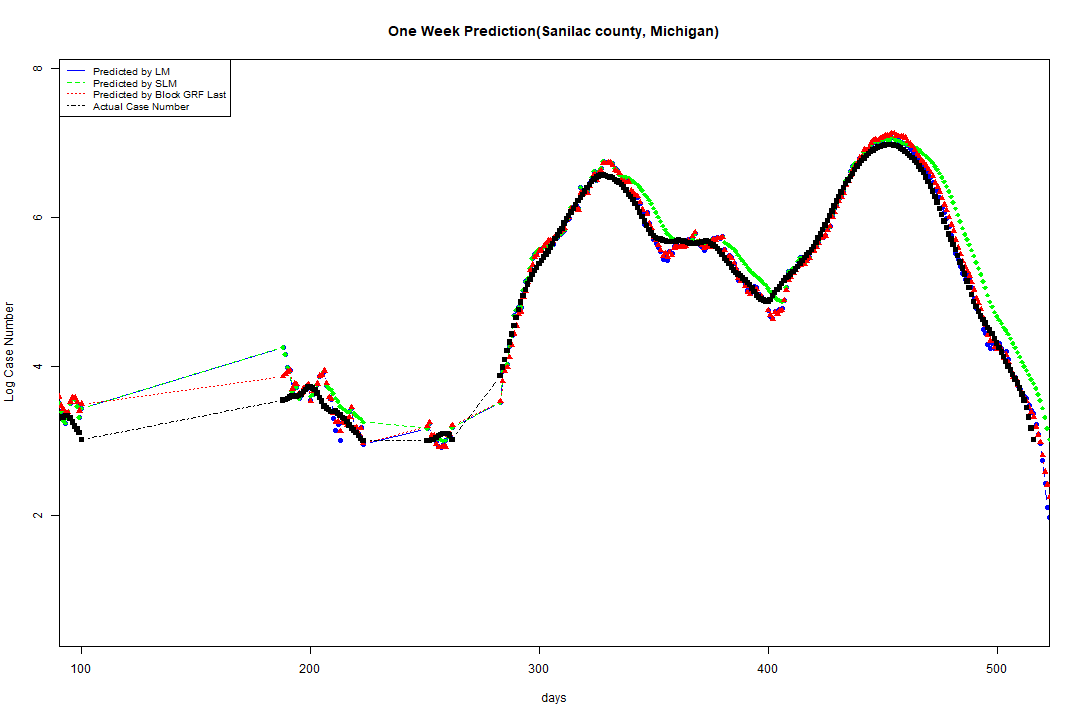 One Week Prediction(Sanilac county, Michigan)
Predicted by LM
Predicted by SLM
Predicted by Block GRF Last
Actual Case Number
Log Case Number
8
6
4
2
100 200 300 400 500
days